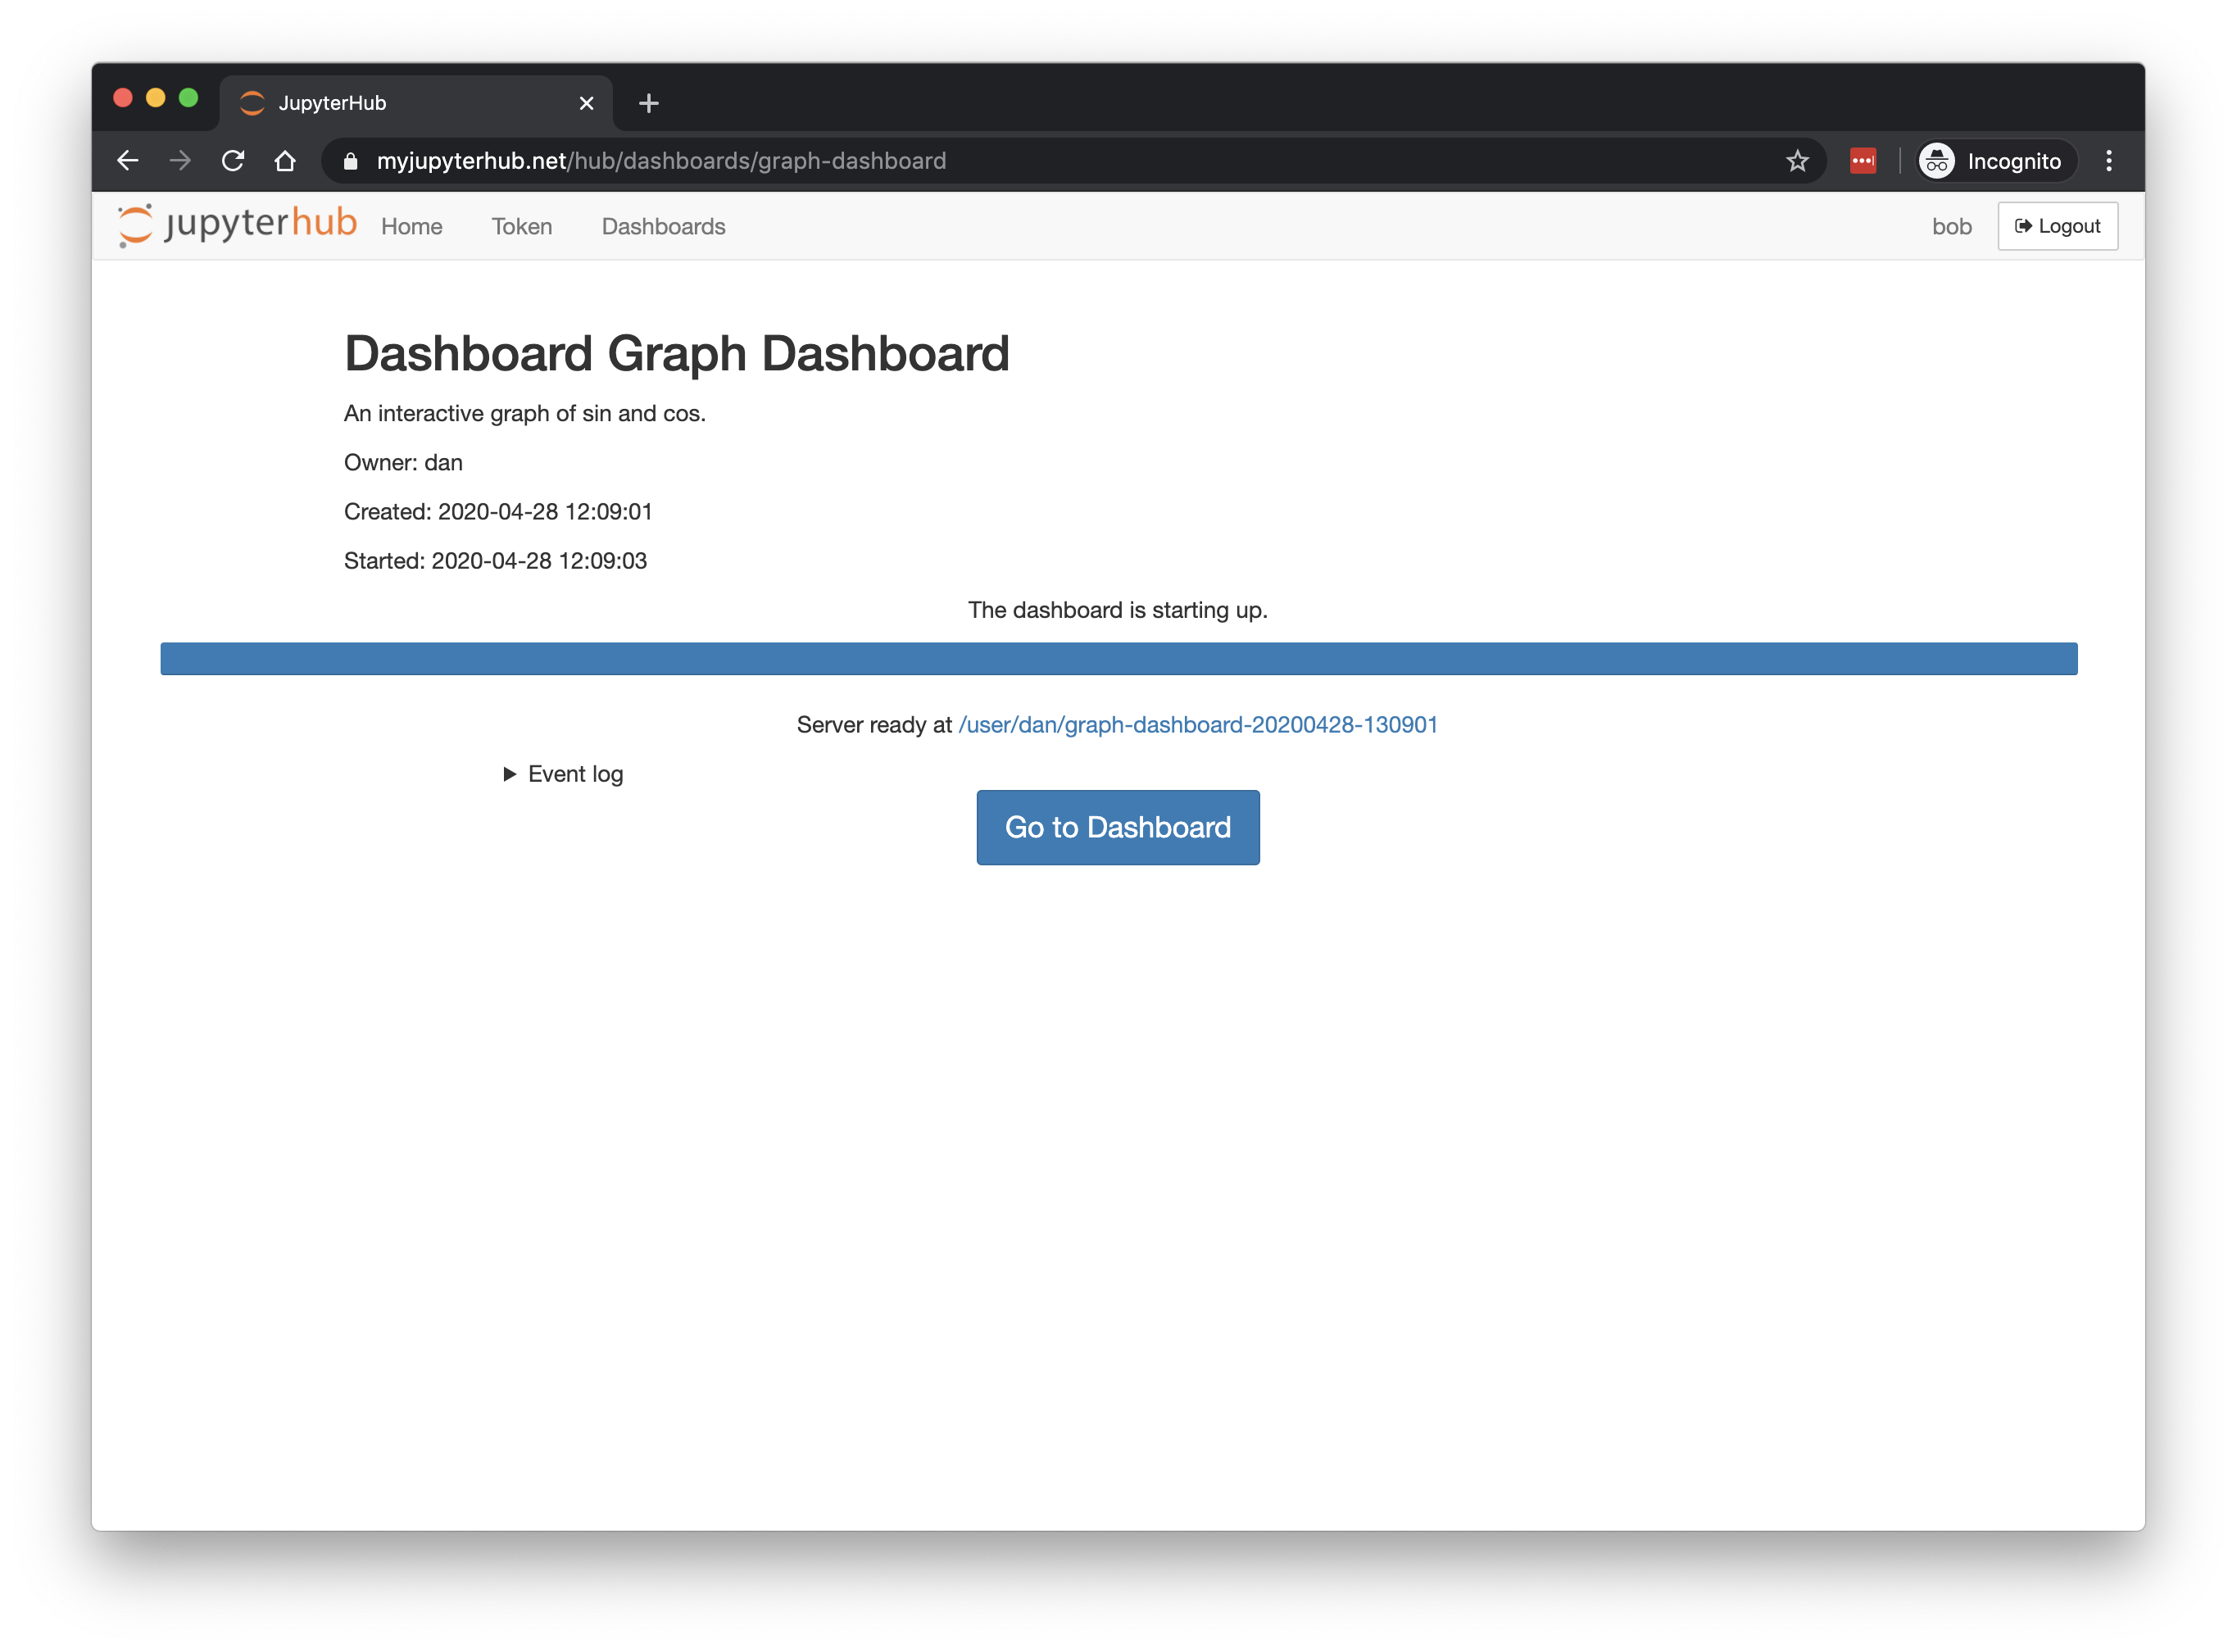 JupyterHub
myjupyterhub.net/hub/dashboards/graph-dashboard
Incognito
jupyterhub Home Token Dashboards bob Logout
Dashboard Graph Dashboard
An interactive graph of sin and cos.
Owner: dan
Created: 2020-04-28 12:09:01
Started: 2020-04-28 12:09:03
The dashboard is starting up.
Server ready at /user/dan/graph-dashboard-20200428-130901
Event log
Go to Dashboard